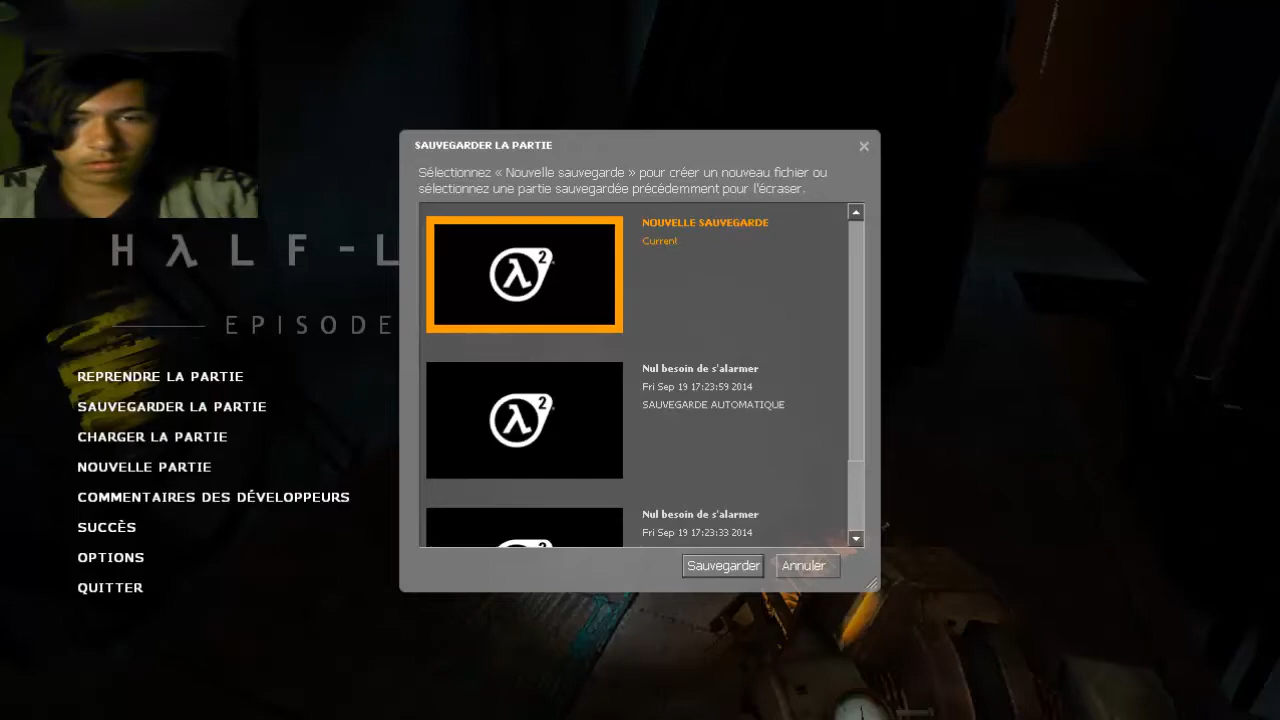 SAUVEGARDER LA PARTIE
Sélectionnez « Nouvelle sauvegarde » pour créer un nouveau fichier ou
sélectionnez une partie sauvegardée précédemment pour l'écraser.
NOUVELLE SAUVEGARDE
Current
2
Nul besoin de s'alarmer
Fri Sep 19 17:23:59 2014
SAUVEGARDE AUTOMATIQUE
2
Nul besoin de s'alarmer
Fri Sep 19 17:23:33 2014
2
Sauvegarder
Annuler
H λ L F - L
EPISODE
REPRENDRE LA PARTIE
SAUVEGARDER LA PARTIE
CHARGER LA PARTIE
NOUVELLE PARTIE
COMMENTAIRES DES DÉVELOPPEURS
SUCCÈS
OPTIONS
QUITTER